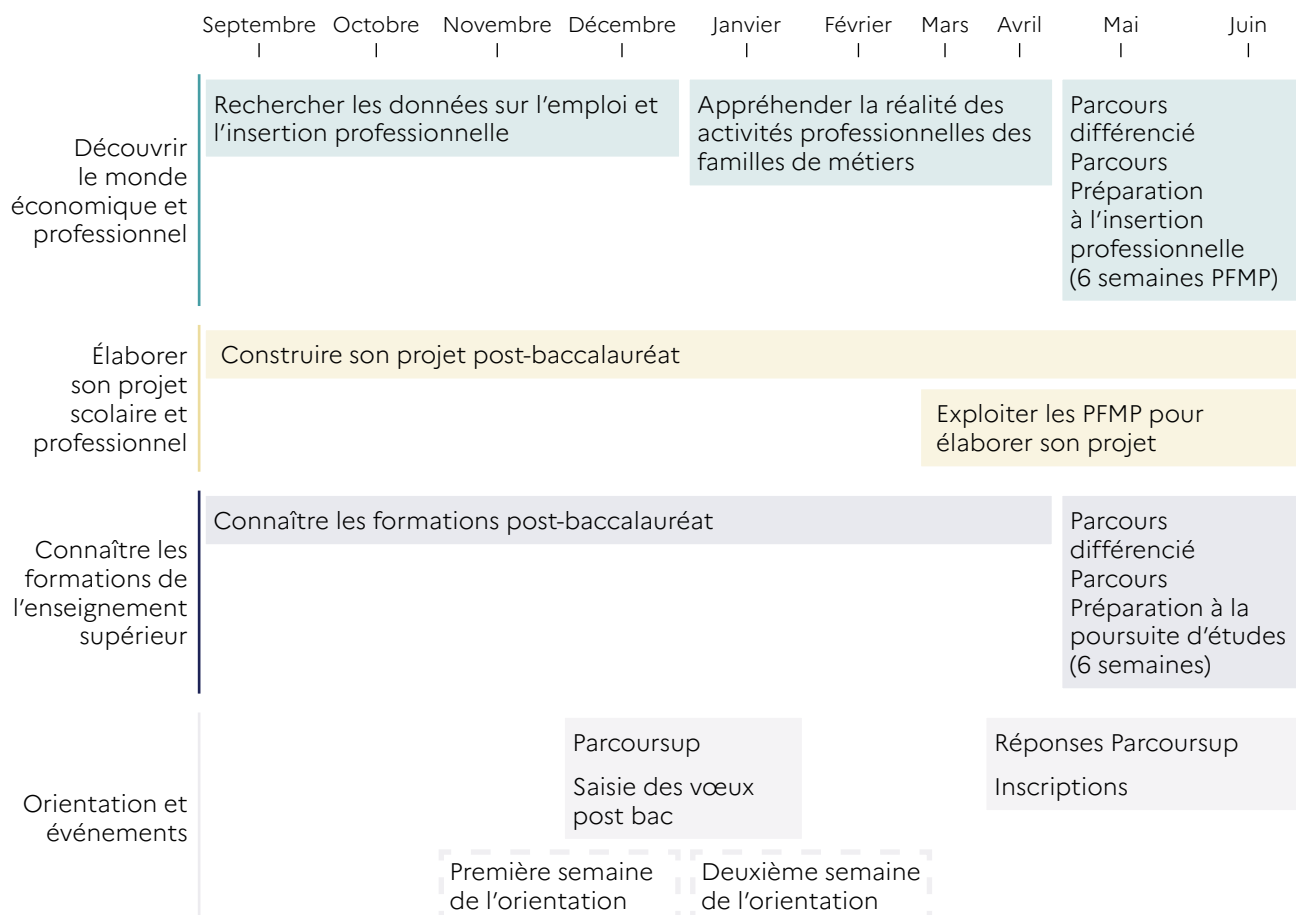 Septembre Octobre Novembre Décembre Janvier Février Mars Avril Mai Juin
Découvrir
le monde
économique et
professionnel
Rechercher les données sur l’emploi et
l’insertion professionnelle
Appréhender la réalité des
activités professionnelles des
familles de métiers
Parcours
différencié
Parcours
Préparation
à l’insertion
professionnelle
(6 semaines PFMP)
Élaborer
son projet
scolaire et
professionnel
Construire son projet post-baccalauréat
Exploiter les PFMP pour
élaborer son projet
Connaître les
formations de
l’enseignement
supérieur
Connaître les formations post-baccalauréat
Parcours
différencié
Parcours
Préparation à la
poursuite d’études
(6 semaines)
Orientation et
événements
Parcoursup
Saisie des vœux
post bac
Réponses Parcoursup
Inscriptions
Première semaine
de l’orientation
Deuxième semaine
de l’orientation